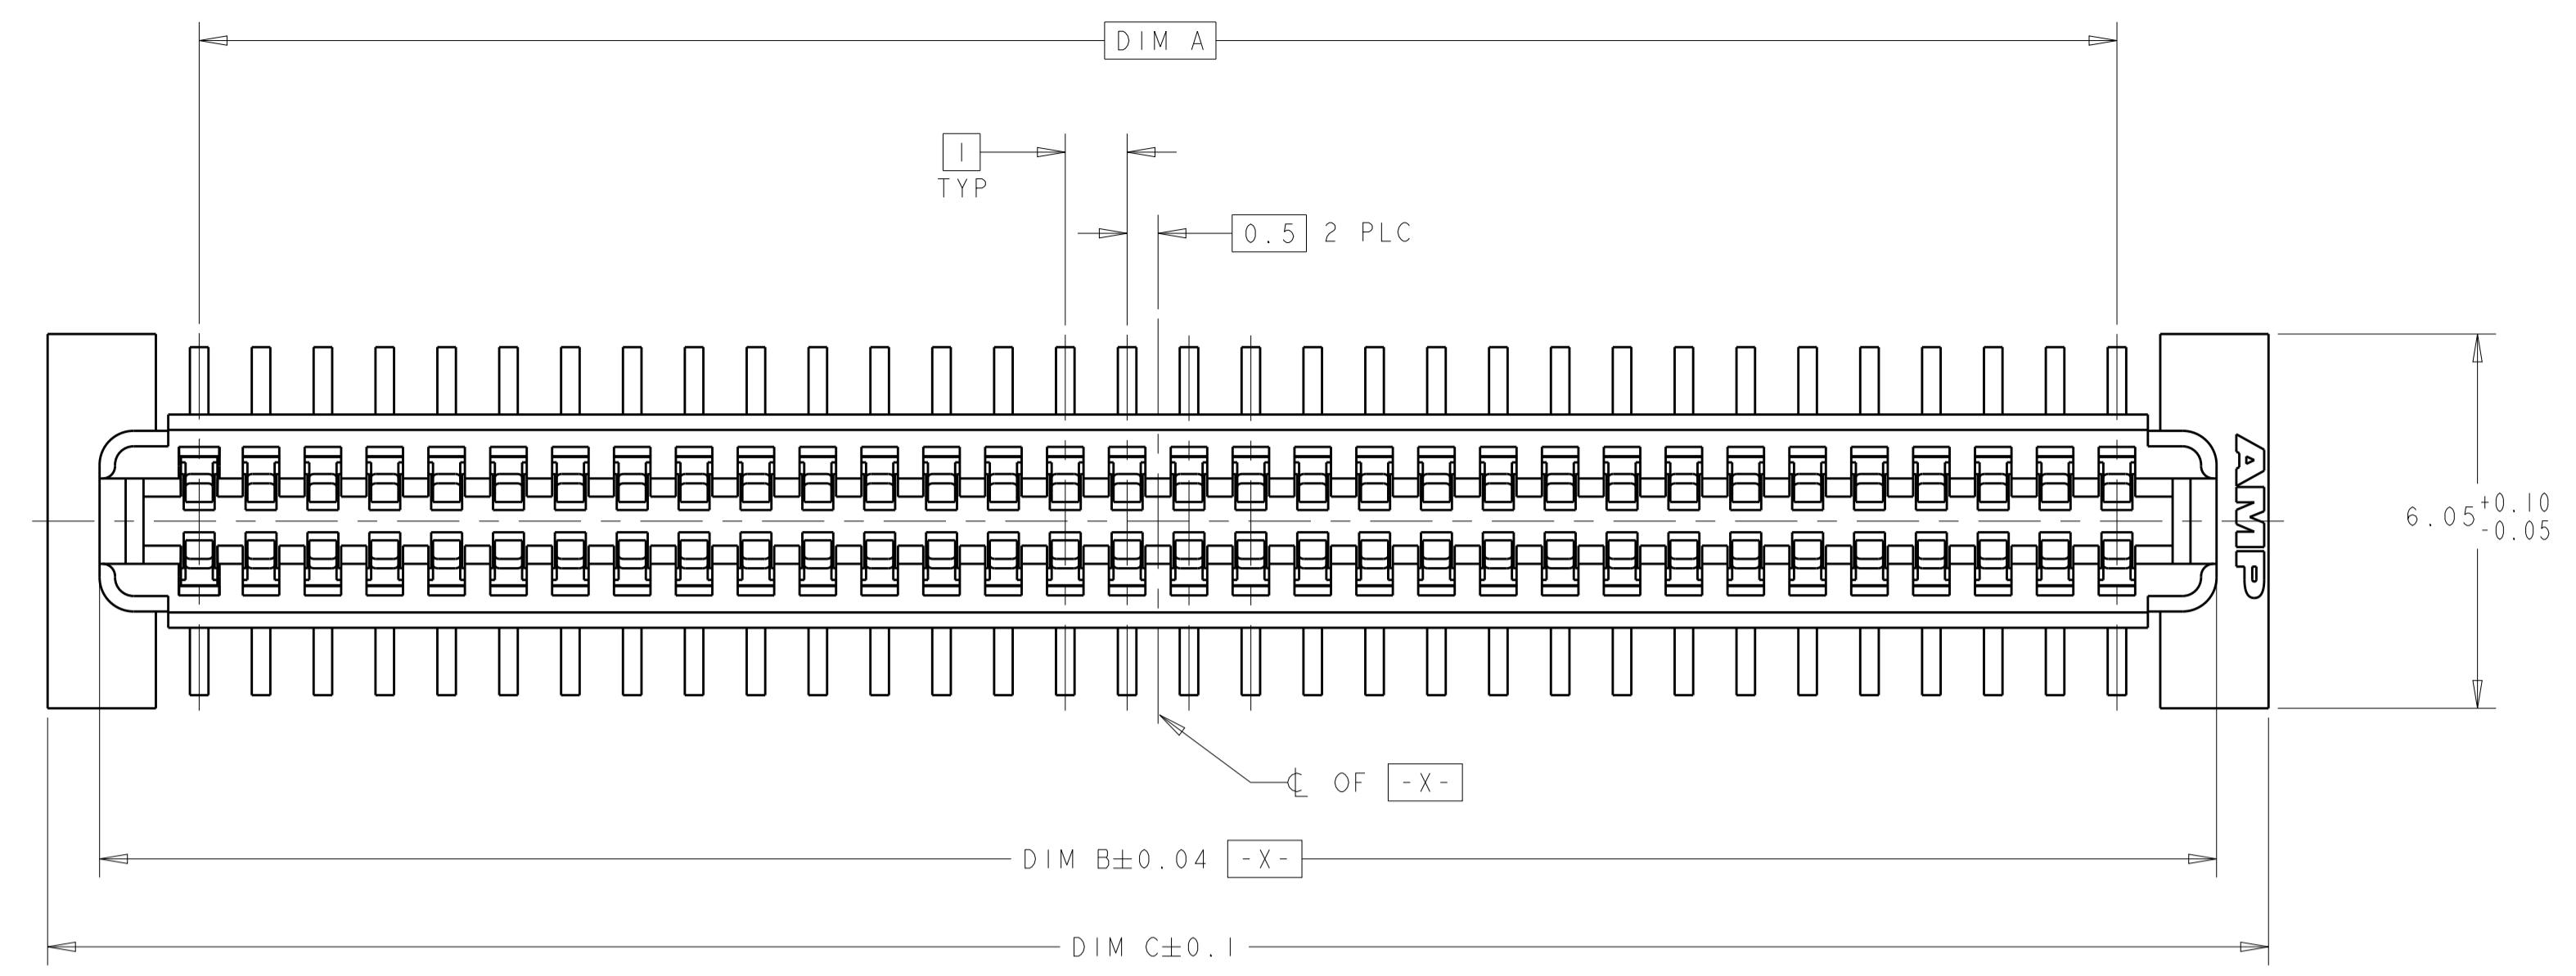 DIM A
1
TYP
0.5 2 PLC
AMP
6.05 +0.10
-0.05
℄ OF -X-
DIM B±0.04 -X-
DIM C±0.1